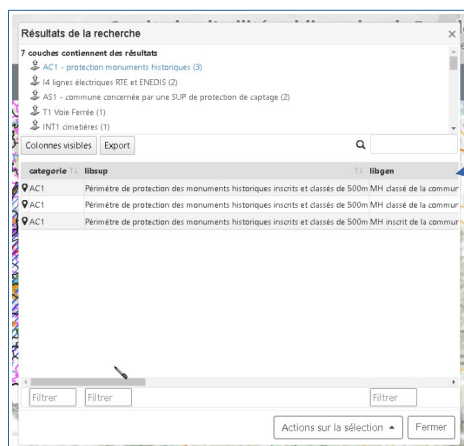 Résultats de la recherche ×
7 couches contiennent des résultats
AC1 - protection monuments historiques (3)
I4 lignes électriques RTE et ENEDIS (2)
AS1 - commune concernée par une SUP de protection de captage (2)
T1 Voie Ferrée (1)
INT1 cimetières (1)
Colonnes visibles Export
categorie libsup libgen
AC1 Périmètre de protection des monuments historiques inscrits et classés de 500m MH classé de la commur
AC1 Périmètre de protection des monuments historiques inscrits et classés de 500m MH classé de la commur
AC1 Périmètre de protection des monuments historiques inscrits et classés de 500m MH inscrit de la commur
Filtrer Filtrer Filtrer
Actions sur la sélection Fermer